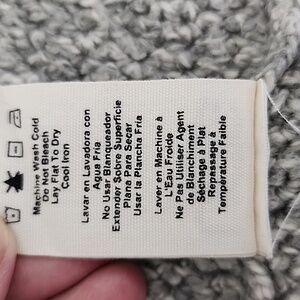 Machine Wash Cold
Do Not Bleach
Lay Flat To Dry
Cool Iron
Lavar en Lavadora con
Agua Fria
No Usar Blanqueador
Extender Sobre Superficie
Plana Para Secar
Usar la Plancha Fria
Laver en Machine à
L'Eau Froide
Ne Pas Utiliser Agent
de Blanchiment
Séchage à Plat
Repassage à
Température Faible